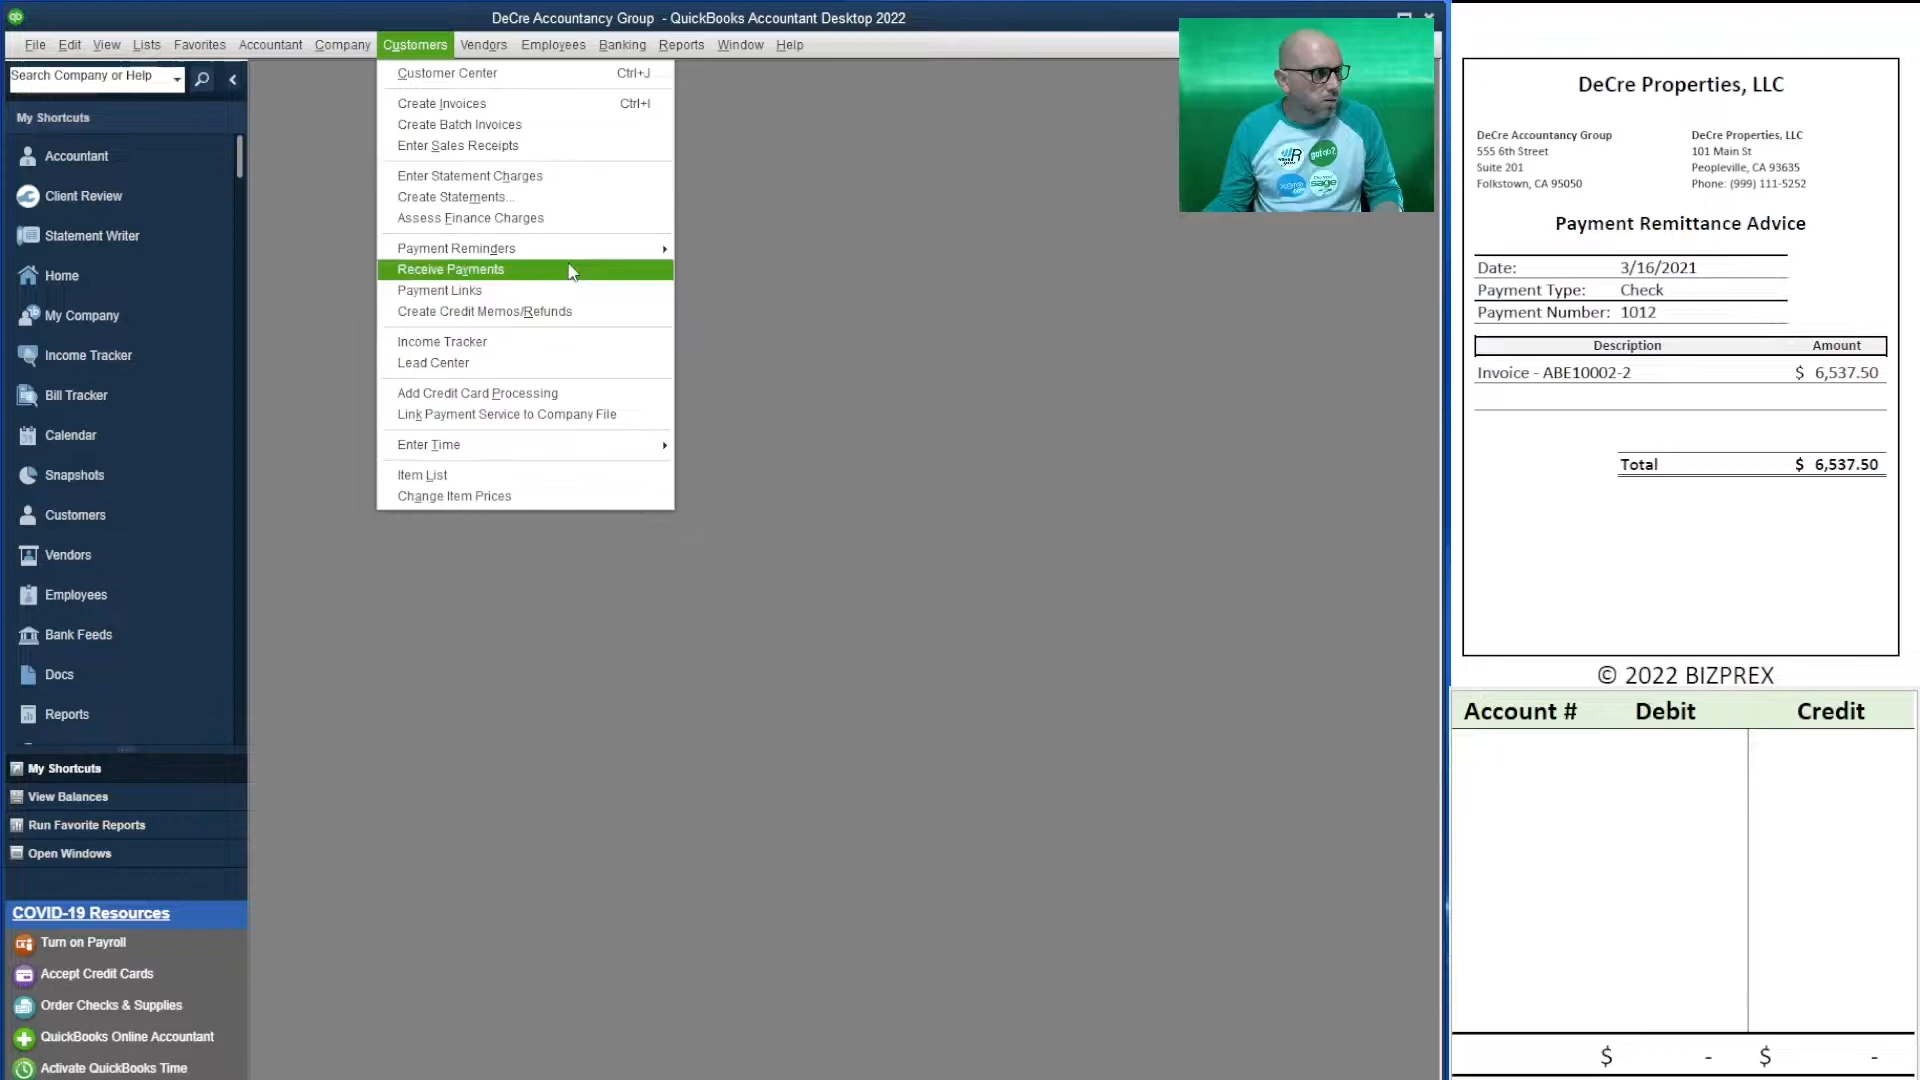 DeCre Accountancy Group - QuickBooks Accountant Desktop 2022
File Edit View Lists Favorites Accountant Company Customers Vendors Employees Banking Reports Window Help
Search Company or Help
My Shortcuts
Accountant
Client Review
Statement Writer
Home
My Company
Income Tracker
Bill Tracker
Calendar
Snapshots
Customers
Vendors
Employees
Bank Feeds
Docs
Reports
My Shortcuts
View Balances
Run Favorite Reports
Open Windows
COVID-19 Resources
Turn on Payroll
Accept Credit Cards
Order Checks & Supplies
QuickBooks Online Accountant
Activate QuickBooks Time
Customer Center Ctrl+J
Create Invoices Ctrl+I
Create Batch Invoices
Enter Sales Receipts
Enter Statement Charges
Create Statements...
Assess Finance Charges
Payment Reminders
Receive Payments
Payment Links
Create Credit Memos/Refunds
Income Tracker
Lead Center
Add Credit Card Processing
Link Payment Service to Company File
Enter Time
Item List
Change Item Prices
got qb?
xero
sage
DeCre Properties, LLC
DeCre Accountancy Group DeCre Properties, LLC
555 6th Street 101 Main St
Suite 201 Peopleville, CA 93635
Folkstown, CA 95050 Phone: (999) 111-5252
Payment Remittance Advice
Date: 3/16/2021
Payment Type: Check
Payment Number: 1012
Description Amount
Invoice - ABE10002-2 $ 6,537.50
Total $ 6,537.50
© 2022 BIZPREX
Account # Debit Credit
$ - $ -